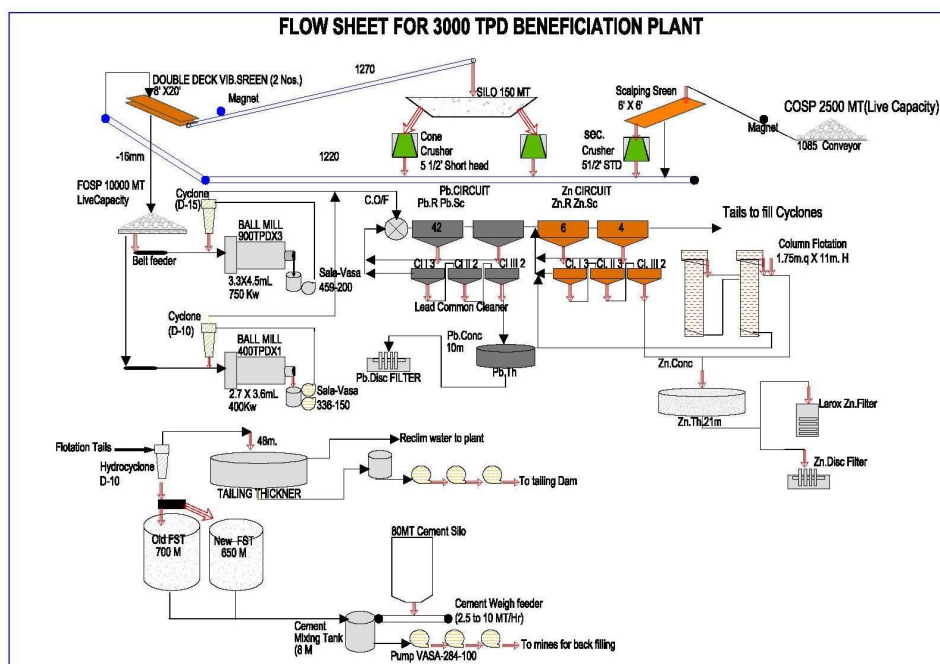 FLOW SHEET FOR 3000 TPD BENEFICIATION PLANT
DOUBLE DECK VIB.SREEN (2 Nos.)
8' X20'
Magnet
1270
SILO 150 MT
Scalping Sreen
6' X 6'
COSP 2500 MT(Live Capacity)
Magnet
1085 Conveyor
Cone
Crusher
5 1/2' Short head
sec.
Crusher
51/2' STD
-16mm
1220
FOSP 10000 MT
LiveCapacity
Cyclone
(D-15)
C.O/F
Pb.CIRCUIT
Pb.R Pb.Sc
Zn CIRCUIT
Zn.R Zn.Sc
Tails to fill Cyclones
42
6
4
BALL MILL
900TPDX3
Belt feeder
3.3X4.5mL
750 Kw
Sala-Vasa
459-200
Cl I 3
Cl II 2
Cl III 2
Cl. I 3
CL. II 3
CL. III 2
Lead Common Cleaner
Column Flotation
1.75m.q X 11m. H
Cyclone
(D-10)
BALL MILL
400TPDX1
2.7 X 3.6mL
400Kw
Sala-Vasa
336-150
Pb.Conc
10m
Pb.Th
Pb.Disc FILTER
Zn.Conc
Zn.Th.21m
Larox Zn.Filter
Zn.Disc Filter
Flotation Tails
Hydrocyclone
D-10
48m.
Reclim water to plant
TAILING THICKNER
To tailing Dam
Old FST
700 M
New FST
650 M
80MT Cement Silo
Cement Weigh feeder
(2.5 to 10 MT/Hr)
Cement
Mixing Tank
(8 M
Pump VASA-284-100
To mines for back filling